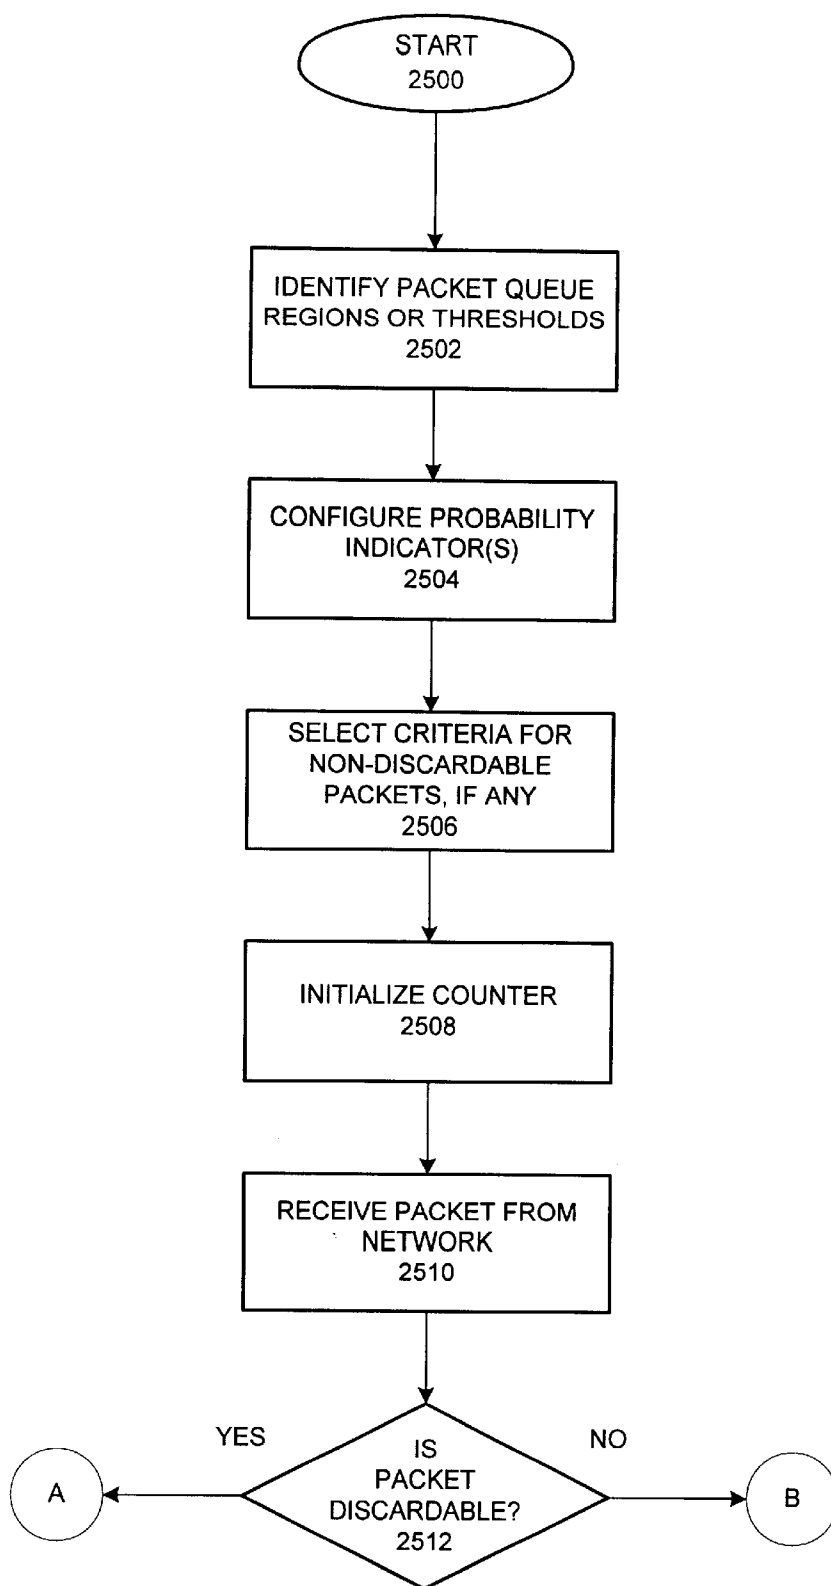 START
2500
IDENTIFY PACKET QUEUE
REGIONS OR THRESHOLDS
2502
CONFIGURE PROBABILITY
INDICATOR(S)
2504
SELECT CRITERIA FOR
NON-DISCARDABLE
PACKETS, IF ANY
2506
INITIALIZE COUNTER
2508
RECEIVE PACKET FROM
NETWORK
2510
YES
NO
IS
PACKET
DISCARDABLE?
2512
A
B